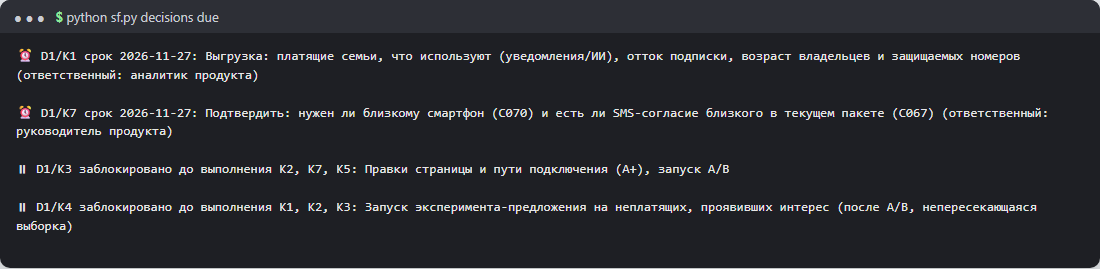 $ python sf.py decisions due
⏰ D1/K1 срок 2026-11-27: Выгрузка: платящие семьи, что используют (уведомления/ИИ), отток подписки, возраст владельцев и защищаемых номеров
(ответственный: аналитик продукта)
⏰ D1/K7 срок 2026-11-27: Подтвердить: нужен ли близкому смартфон (C070) и есть ли SMS-согласие близкого в текущем пакете (C067) (ответственный:
руководитель продукта)
⏸ D1/K3 заблокировано до выполнения K2, K7, K5: Правки страницы и пути подключения (A+), запуск A/B
⏸ D1/K4 заблокировано до выполнения K1, K2, K3: Запуск эксперимента-предложения на неплатящих, проявивших интерес (после A/B, непересекающаяся
выборка)